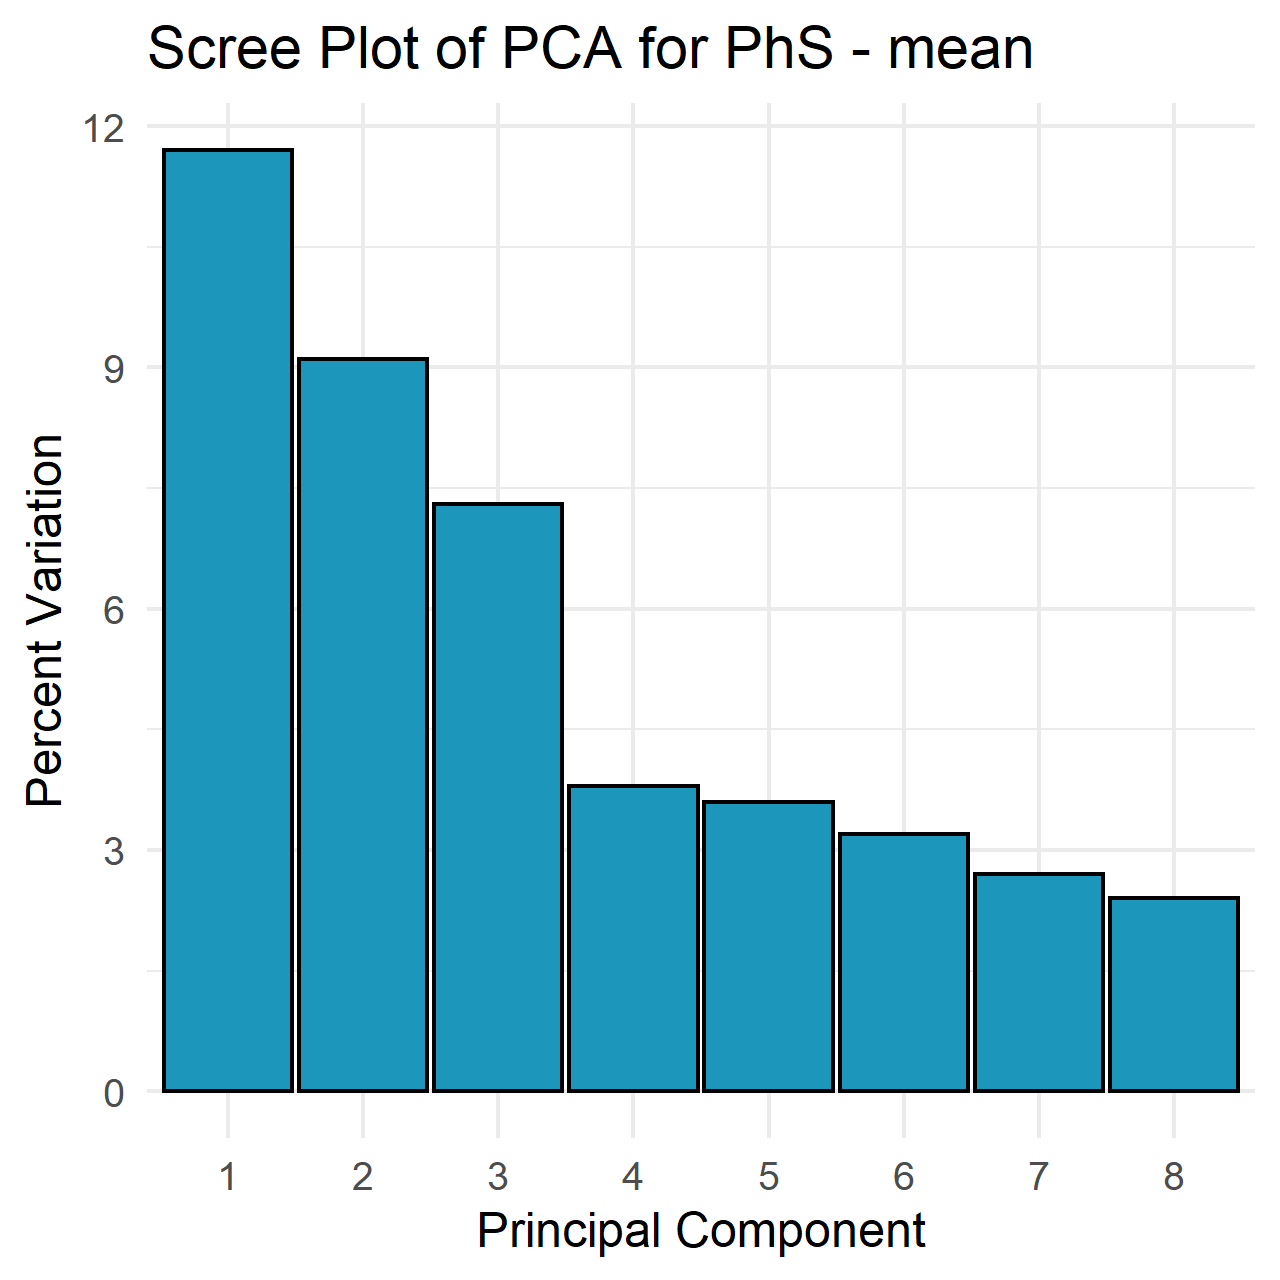 Scree Plot of PCA for PhS - mean
12
9
6
3
0
Percent Variation
1 2 3 4 5 6 7 8
Principal Component